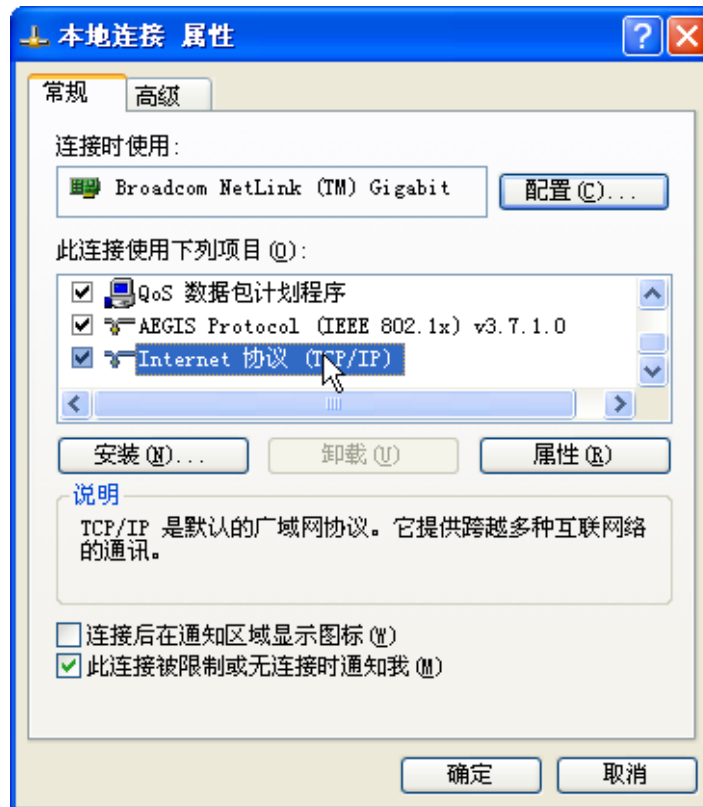 本地连接 属性
常规 高级
连接时使用:
Broadcom NetLink (TM) Gigabit 配置(C)...
此连接使用下列项目(O):
QoS 数据包计划程序
AEGIS Protocol (IEEE 802.1x) v3.7.1.0
Internet 协议 (TCP/IP)
安装(N)... 卸载(U) 属性(R)
说明
TCP/IP 是默认的广域网协议。它提供跨越多种互联网络
的通讯。
连接后在通知区域显示图标(W)
此连接被限制或无连接时通知我(M)
确定 取消